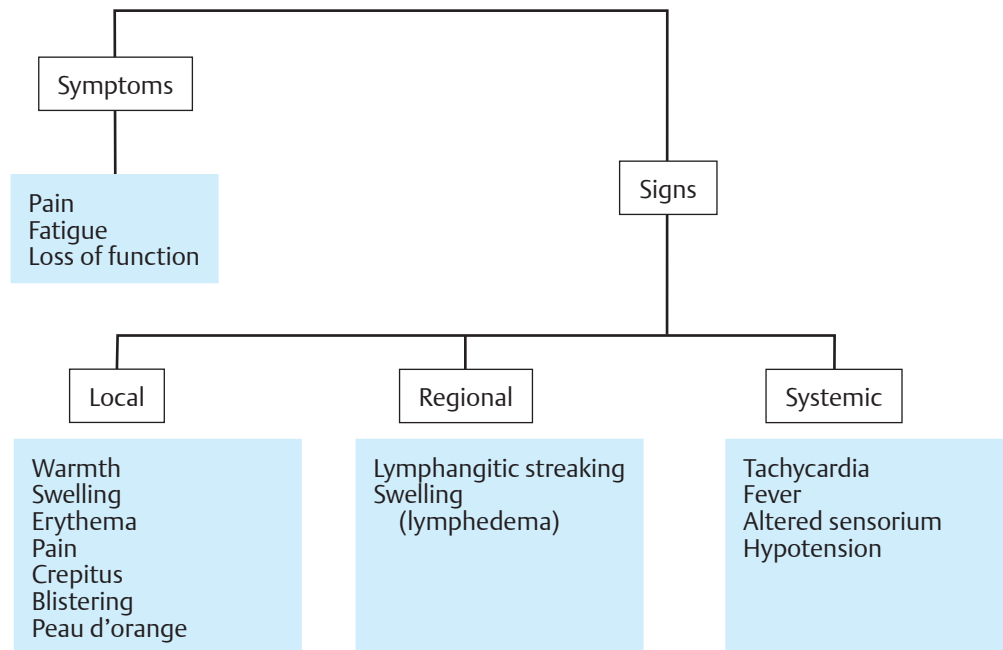 Symptoms
Pain
Fatigue
Loss of function
Signs
Local
Warmth
Swelling
Erythema
Pain
Crepitus
Blistering
Peau d’orange
Regional
Lymphangitic streaking
Swelling
(lymphedema)
Systemic
Tachycardia
Fever
Altered sensorium
Hypotension